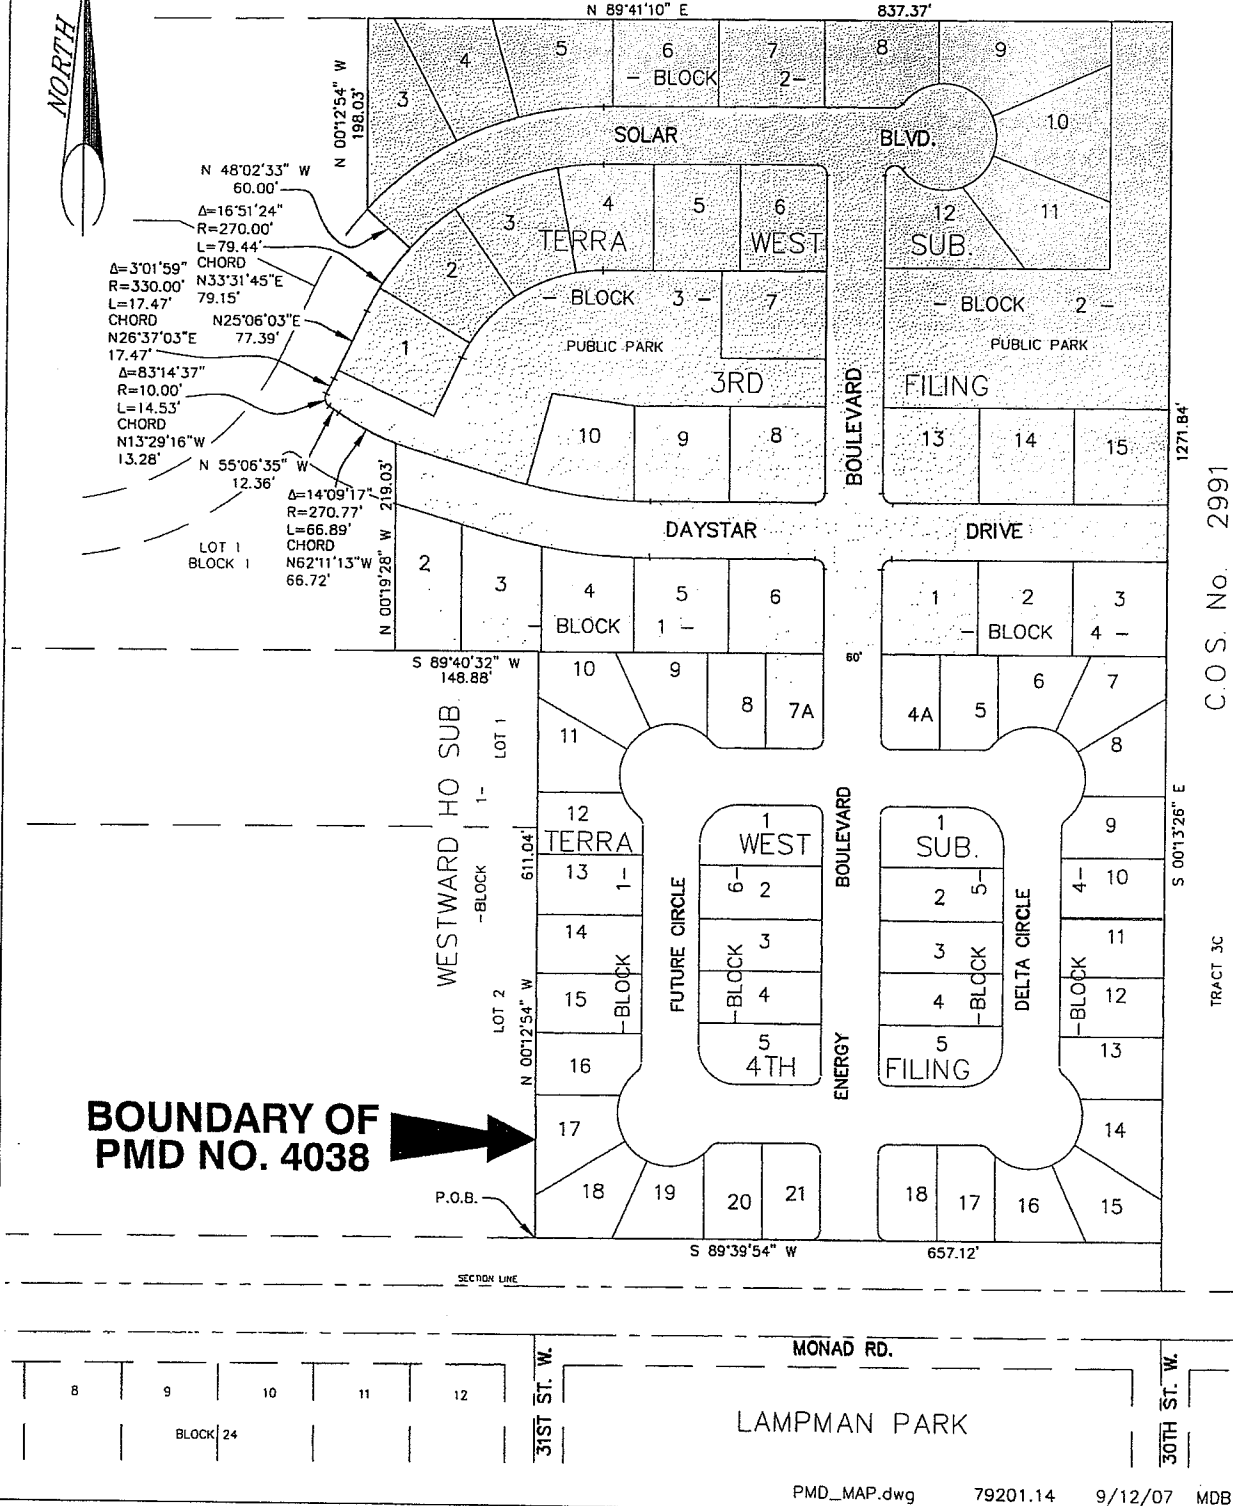 N 89°41'10" E
837.37'
NORTH
N 00°12'54" W
198.03'
3
4
5
6
7
8
9
- BLOCK 2-
10
11
12
SOLAR BLVD.
N 48°02'33" W
60.00'
Δ=16°51'24"
R=270.00'
L=79.44'
CHORD
N33°31'45"E
79.15'
Δ=3°01'59"
R=330.00'
L=17.47'
CHORD
N26°37'03"E
17.47'
N25°06'03"E
77.39'
Δ=83°14'37"
R=10.00'
L=14.53'
CHORD
N13°29'16"W
13.28'
N 55°06'35" W
12.36'
Δ=14°09'17"
R=270.77'
L=66.89'
CHORD
N62°11'13"W
66.72'
1
2
3
4
5
6
7
TERRA WEST SUB.
- BLOCK 3 -
- BLOCK 2 -
PUBLIC PARK
PUBLIC PARK
3RD FILING
BOULEVARD
10
9
8
13
14
15
1271.84'
C.O.S. No. 2991
DAYSTAR DRIVE
N 00°19'28" W 219.03'
LOT 1
BLOCK 1
2
3
4
5
6
- BLOCK 1 -
1
2
3
- BLOCK 4 -
60'
S 89°40'32" W
148.88'
10
9
8
7A
4A
5
6
7
8
11
12
WESTWARD HO SUB.
-BLOCK 1-
LOT 1
LOT 2
N 00°12'54" W 611.04'
TERRA WEST SUB.
13
14
15
16
17
18
19
20
21
-BLOCK 1-
FUTURE CIRCLE
1
2
3
4
5
-BLOCK 6-
ENERGY BOULEVARD
1
2
3
4
5
-BLOCK 5-
DELTA CIRCLE
-BLOCK 4-
9
10
11
12
13
14
15
16
17
18
4TH FILING
S 00°13'26" E
TRACT 3C
BOUNDARY OF
PMD NO. 4038
P.O.B.
S 89°39'54" W
657.12'
SECTION LINE
MONAD RD.
8
9
10
11
12
BLOCK 24
31ST ST. W.
LAMPMAN PARK
30TH ST. W.
PMD_MAP.dwg 79201.14 9/12/07 MDB